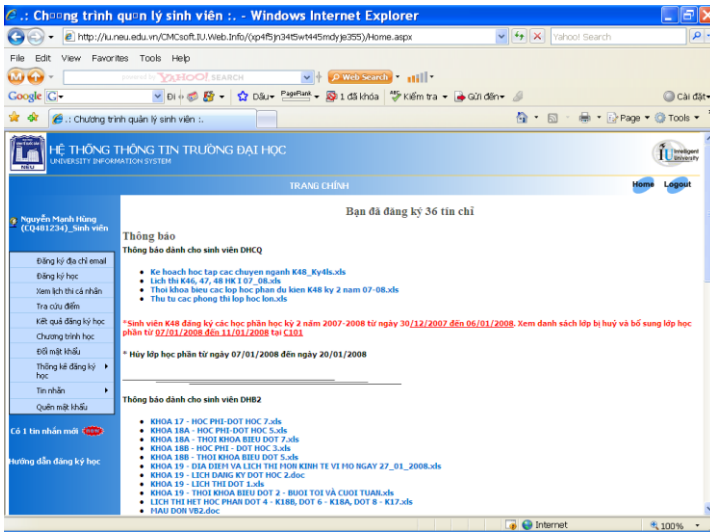 .: Ch□□ng trình qu□n lý sinh viên :. - Windows Internet Explorer
http://iu.neu.edu.vn/CMCsoft.IU.Web.Info/(xp4f5jn34t5wt445mdyje355)/Home.aspx
Yahoo! Search
File Edit View Favorites Tools Help
powered by YAHOO! SEARCH
Web Search
Google
Đi
Dấu
PageRank
1 đã khóa
Kiểm tra
Gửi đến
Cài đặt
.: Chương trình quản lý sinh viên :.
Page Tools
NEU
HỆ THỐNG THÔNG TIN TRƯỜNG ĐẠI HỌC
UNIVERSITY INFORMATION SYSTEM
IU Intelligent University
TRANG CHÍNH
Home Logout
Nguyễn Mạnh Hùng
(CQ481234)_Sinh viên
Đăng ký địa chỉ email
Đăng ký học
Xem lịch thi cá nhân
Tra cứu điểm
Kết quả đăng ký học
Chương trình học
Đổi mật khẩu
Thống kê đăng ký học
Tin nhắn
Quên mật khẩu
Có 1 tin nhắn mới
Hướng dẫn đăng ký học
Bạn đã đăng ký 36 tín chỉ
Thông báo
Thông báo dành cho sinh viên DHCQ
Ke hoach hoc tap cac chuyen nganh K48_Ky4ls.xls
Lich thi K46, 47, 48 HK I 07_08.xls
Thoi khoa bieu cac lop hoc phan du kien K48 ky 2 nam 07-08.xls
Thu tu cac phong thi lop hoc lon.xls
*Sinh viên K48 đăng ký các học phần học kỳ 2 năm 2007-2008 từ ngày 30/12/2007 đến 06/01/2008. Xem danh sách lớp bị huỷ và bổ sung lớp học
phần từ 07/01/2008 đến 11/01/2008 tại C101
* Hủy lớp học phần từ ngày 07/01/2008 đến ngày 20/01/2008
Thông báo dành cho sinh viên DHB2
KHOA 17 - HOC PHI-DOT HOC 7.xls
KHOA 18A - HOC PHI-DOT HOC 5.xls
KHOA 18A - THOI KHOA BIEU DOT 7.xls
KHOA 18B - HOC PHI - DOT HOC 3.xls
KHOA 18B - THOI KHOA BIEU DOT 5.xls
KHOA 19 - DIA DIEM VA LICH THI MON KINH TE VI MO NGAY 27_01_2008.xls
KHOA 19 - LICH DANG KY DOT HOC 2.doc
KHOA 19 - LICH THI DOT 1.xls
KHOA 19 - THOI KHOA BIEU DOT 2 - BUOI TOI VÀ CUOI TUAN.xls
LICH THI HET HOC PHAN DOT 4 - K18B, DOT 6 - K18A, DOT 8 - K17.xls
MAU DON VB2.doc
Internet
100%